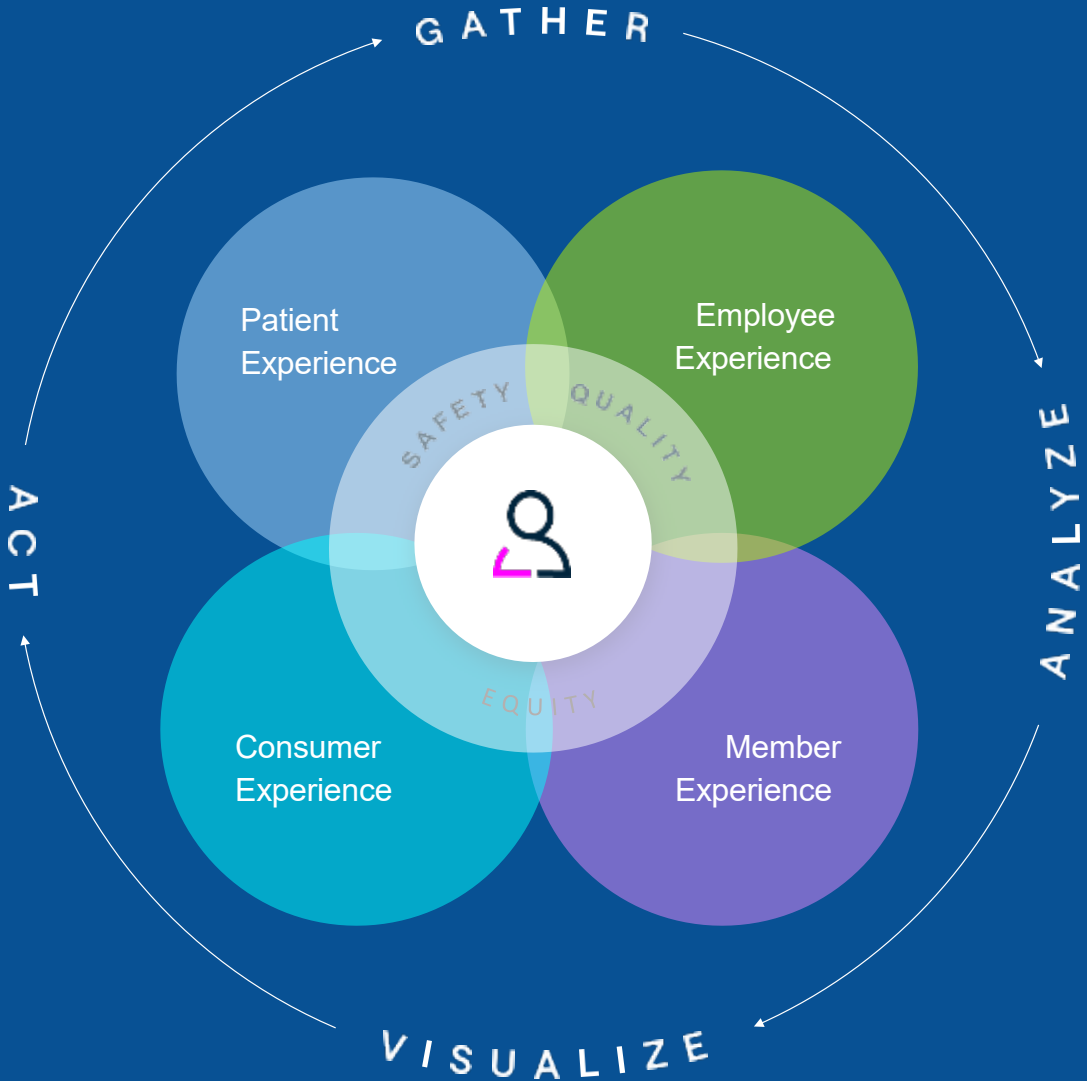 GATHER
Patient
Experience
Employee
Experience
SAFETY
QUALITY
ANALYZE
ACT
EQUITY
Consumer
Experience
Member
Experience
VISUALIZE